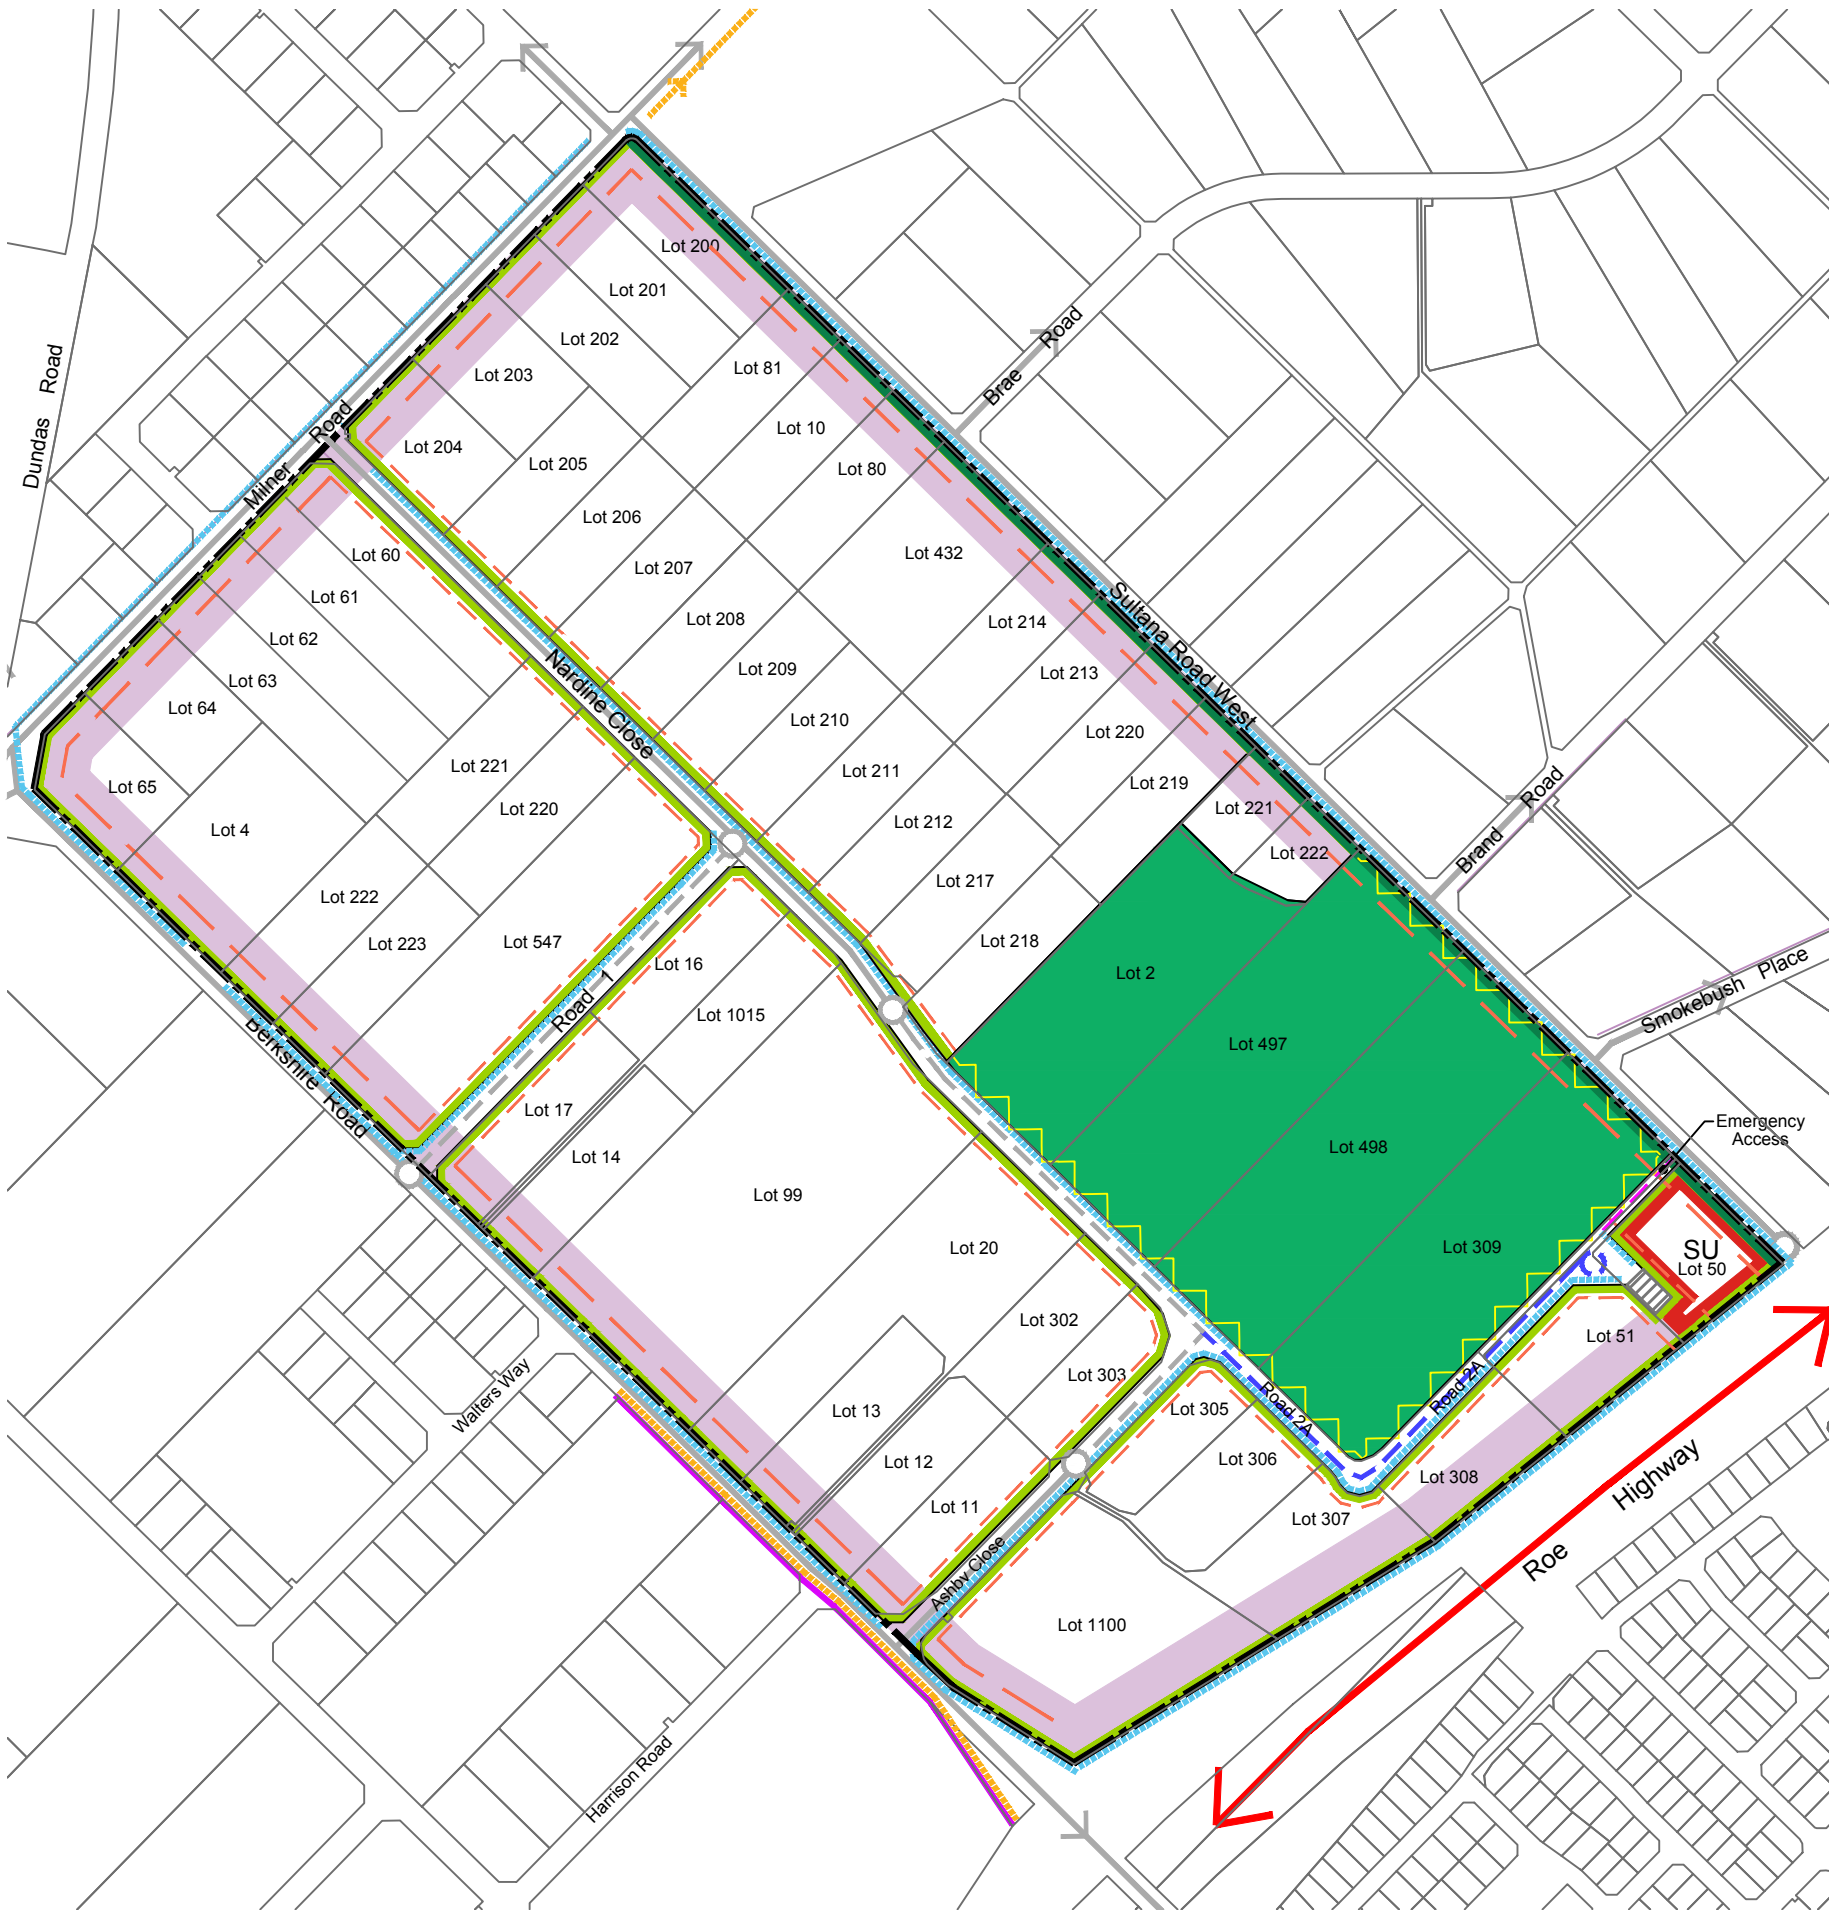 Lot 200
Lot 201
Road
Brae
Lot 202
Lot 81
Dundas Road
Lot 203
Lot 10
Road
Milner
Lot 204
Lot 205
Lot 80
Lot 206
Lot 60
Lot 432
Lot 207
Lot 61
Lot 208
Lot 214
Sultana Road West
Lot 62
Lot 209
Lot 213
Lot 63
Nardine Close
Lot 64
Lot 210
Lot 220
Lot 221
Lot 211
Lot 219
Lot 65
Lot 220
Lot 221
Road
Brand
Lot 4
Lot 212
Lot 222
Lot 222
Lot 217
Lot 223
Lot 547
Lot 218
Lot 16
Lot 2
Place
Smokebush
Road 1
Lot 1015
Lot 497
Berkshire Road
Lot 17
Emergency
Access
Lot 14
Lot 498
Lot 99
Lot 20
Lot 309
SU
Lot 50
Lot 302
Lot 51
Walters Way
Lot 303
Road 2A
Road 2A
Lot 13
Lot 305
Lot 12
Lot 306
Lot 308
Highway
Lot 11
Lot 307
Roe
Ashby Close
Lot 1100
Harrison Road